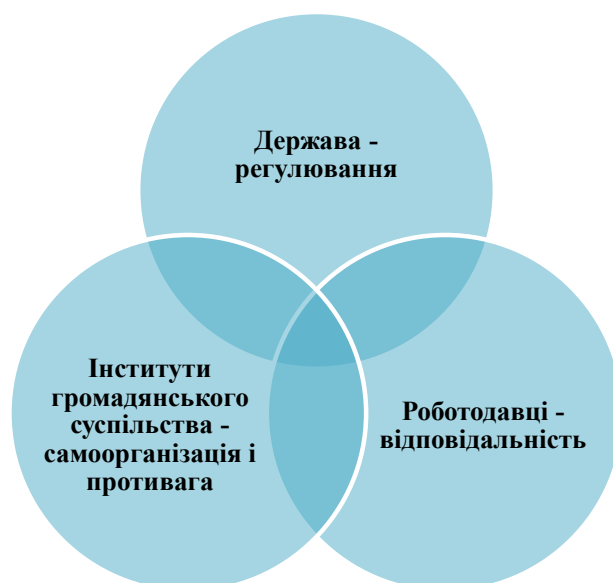 Держава -
регулювання
Інститути
громадянського
суспільства -
самоорганізація і
противага
Роботодавці -
відповідальність